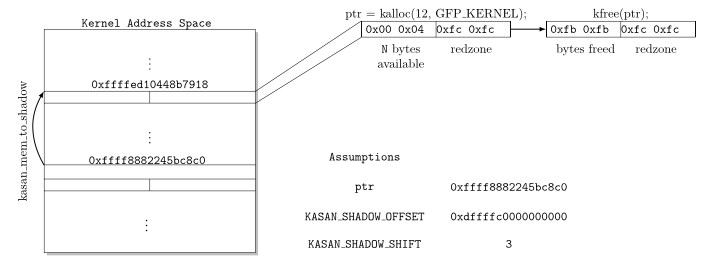 Kernel Address Space
⋮
0xffffed10448b7918
kasan_mem_to_shadow
⋮
0xffff8882245bc8c0
⋮
ptr = kalloc(12, GFP_KERNEL);
0x00 0x04 0xfc 0xfc
N bytes available
redzone
kfree(ptr);
0xfb 0xfb 0xfc 0xfc
bytes freed redzone
Assumptions
ptr 0xffff8882245bc8c0
KASAN_SHADOW_OFFSET 0xdffffc0000000000
KASAN_SHADOW_SHIFT 3